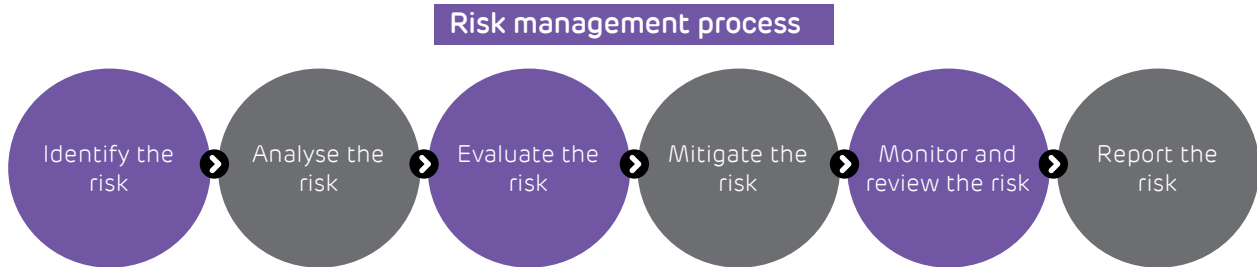 Risk management process
Identify the
risk
Analyse the
risk
Evaluate the
risk
Mitigate the
risk
Monitor and
review the risk
Report the
risk